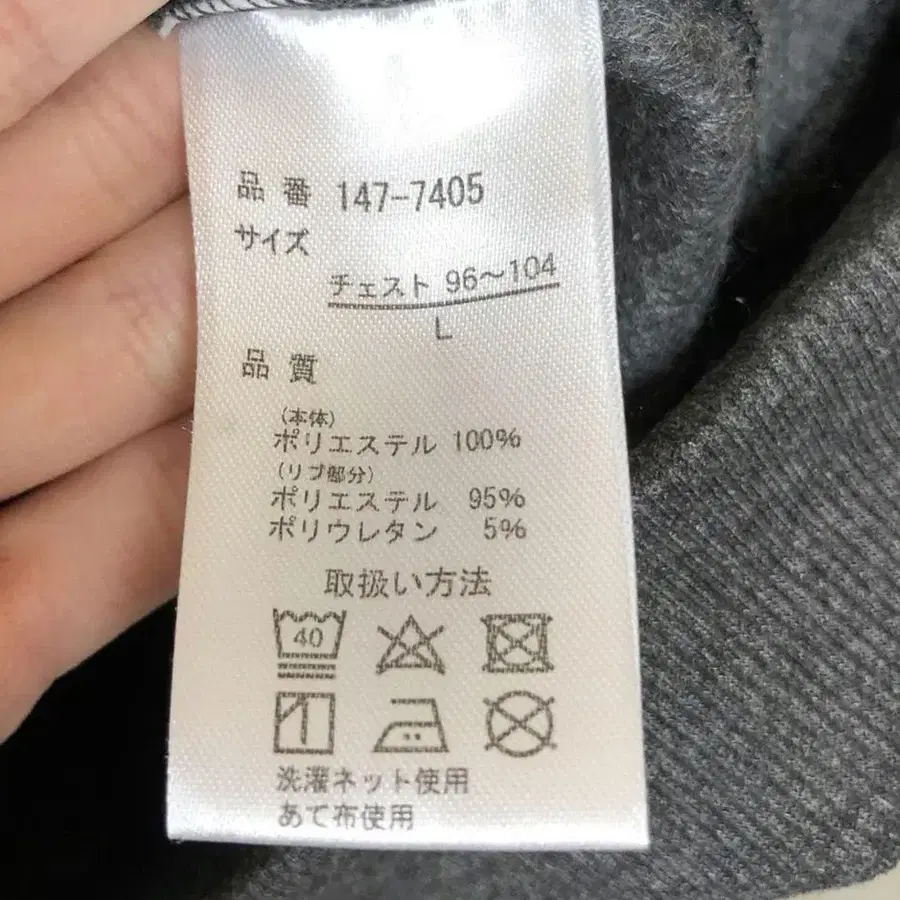 品番 147-7405
サイズ
チェスト 96～104
L
品質
(本体)
ポリエステル 100%
(リブ部分)
ポリエステル 95%
ポリウレタン 5%
取扱い方法
40
洗濯ネット使用
あて布使用